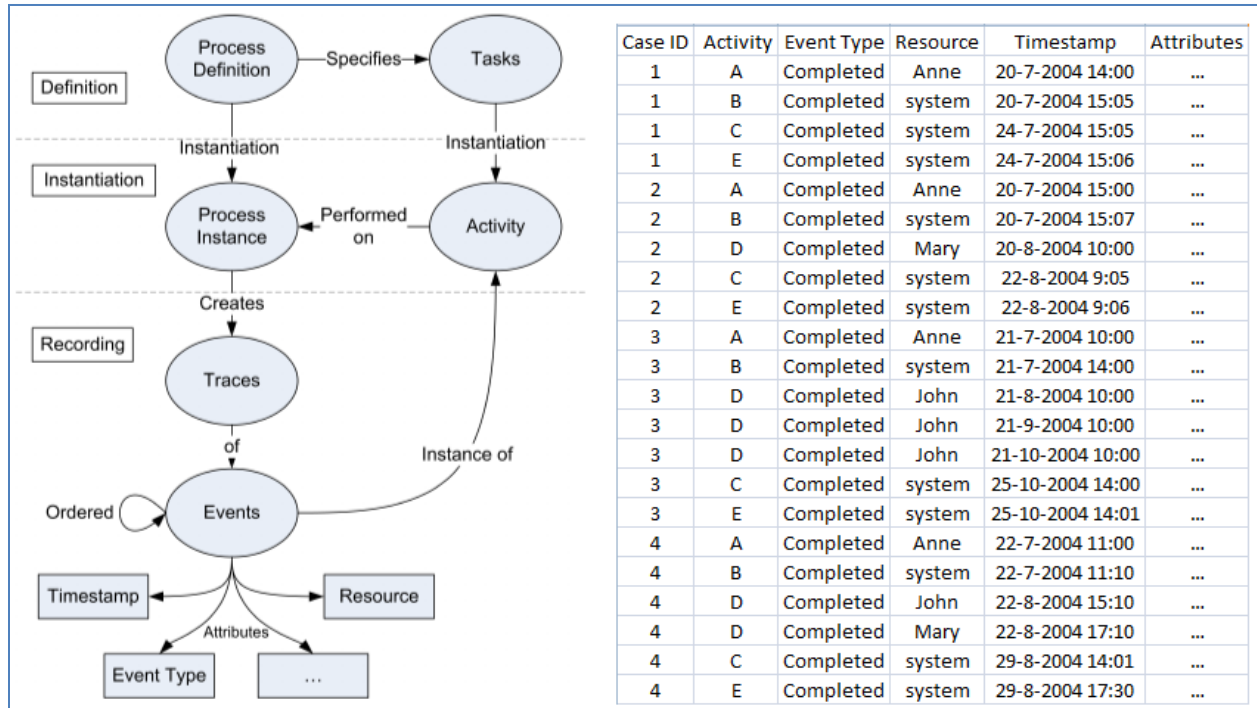 Process
Definition
Specifies
Tasks
Definition
Instantiation
Instantiation
Instantiation
Process
Instance
Performed
on
Activity
Creates
Recording
Traces
of
Instance of
Ordered
Events
Timestamp
Resource
Attributes
Event Type
...
Case ID Activity Event Type Resource Timestamp Attributes
1 A Completed Anne 20-7-2004 14:00 ...
1 B Completed system 20-7-2004 15:05 ...
1 C Completed system 24-7-2004 15:05 ...
1 E Completed system 24-7-2004 15:06 ...
2 A Completed Anne 20-7-2004 15:00 ...
2 B Completed system 20-7-2004 15:07 ...
2 D Completed Mary 20-8-2004 10:00 ...
2 C Completed system 22-8-2004 9:05 ...
2 E Completed system 22-8-2004 9:06 ...
3 A Completed Anne 21-7-2004 10:00 ...
3 B Completed system 21-7-2004 14:00 ...
3 D Completed John 21-8-2004 10:00 ...
3 D Completed John 21-9-2004 10:00 ...
3 D Completed John 21-10-2004 10:00 ...
3 C Completed system 25-10-2004 14:00 ...
3 E Completed system 25-10-2004 14:01 ...
4 A Completed Anne 22-7-2004 11:00 ...
4 B Completed system 22-7-2004 11:10 ...
4 D Completed John 22-8-2004 15:10 ...
4 D Completed Mary 22-8-2004 17:10 ...
4 C Completed system 29-8-2004 14:01 ...
4 E Completed system 29-8-2004 17:30 ...